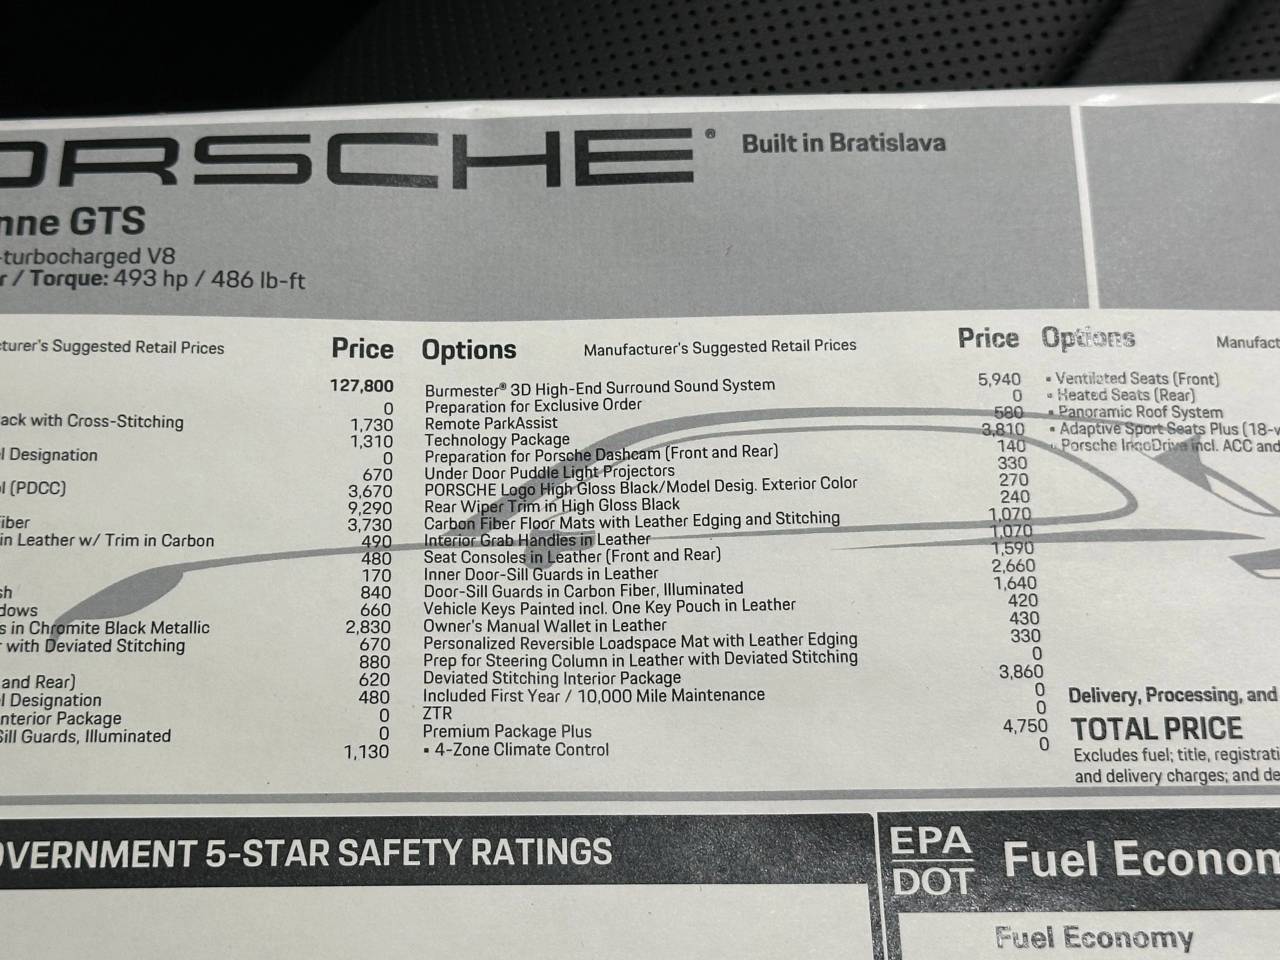 ORSCHE® Built in Bratislava
nne GTS
-turbocharged V8
r / Torque: 493 hp / 486 lb-ft
cturer's Suggested Retail Prices Price
127,800
0
ack with Cross-Stitching 1,730
1,310
l Designation 0
670
l (PDCC) 3,670
9,290
iber 3,730
in Leather w/ Trim in Carbon 490
480
170
sh 840
dows 660
s in Chromite Black Metallic 2,830
r with Deviated Stitching 670
880
and Rear) 620
l Designation 480
nterior Package 0
Sill Guards, Illuminated 0
1,130
Options Manufacturer's Suggested Retail Prices Price
Burmester® 3D High-End Surround Sound System 5,940
Preparation for Exclusive Order 0
Remote ParkAssist 580
Technology Package 3,810
Preparation for Porsche Dashcam (Front and Rear) 140
Under Door Puddle Light Projectors 330
PORSCHE Logo High Gloss Black/Model Desig. Exterior Color 270
Rear Wiper Trim in High Gloss Black 240
Carbon Fiber Floor Mats with Leather Edging and Stitching 1,070
Interior Grab Handles in Leather 1,070
Seat Consoles in Leather (Front and Rear) 1,590
Inner Door-Sill Guards in Leather 2,660
Door-Sill Guards in Carbon Fiber, Illuminated 1,640
Vehicle Keys Painted incl. One Key Pouch in Leather 420
Owner's Manual Wallet in Leather 430
Personalized Reversible Loadspace Mat with Leather Edging 330
Prep for Steering Column in Leather with Deviated Stitching 0
Deviated Stitching Interior Package 3,860
Included First Year / 10,000 Mile Maintenance 0
ZTR 0
Premium Package Plus 4,750
▪ 4-Zone Climate Control 0
Options Manufact
▪ Ventilated Seats (Front)
▪ Heated Seats (Rear)
▪ Panoramic Roof System
▪ Adaptive Sport Seats Plus (18-w
▪ Porsche InnoDrive incl. ACC and
Delivery, Processing, and
TOTAL PRICE
Excludes fuel; title, registrati
and delivery charges; and de
OVERNMENT 5-STAR SAFETY RATINGS
EPA
DOT
Fuel Econom
Fuel Economy